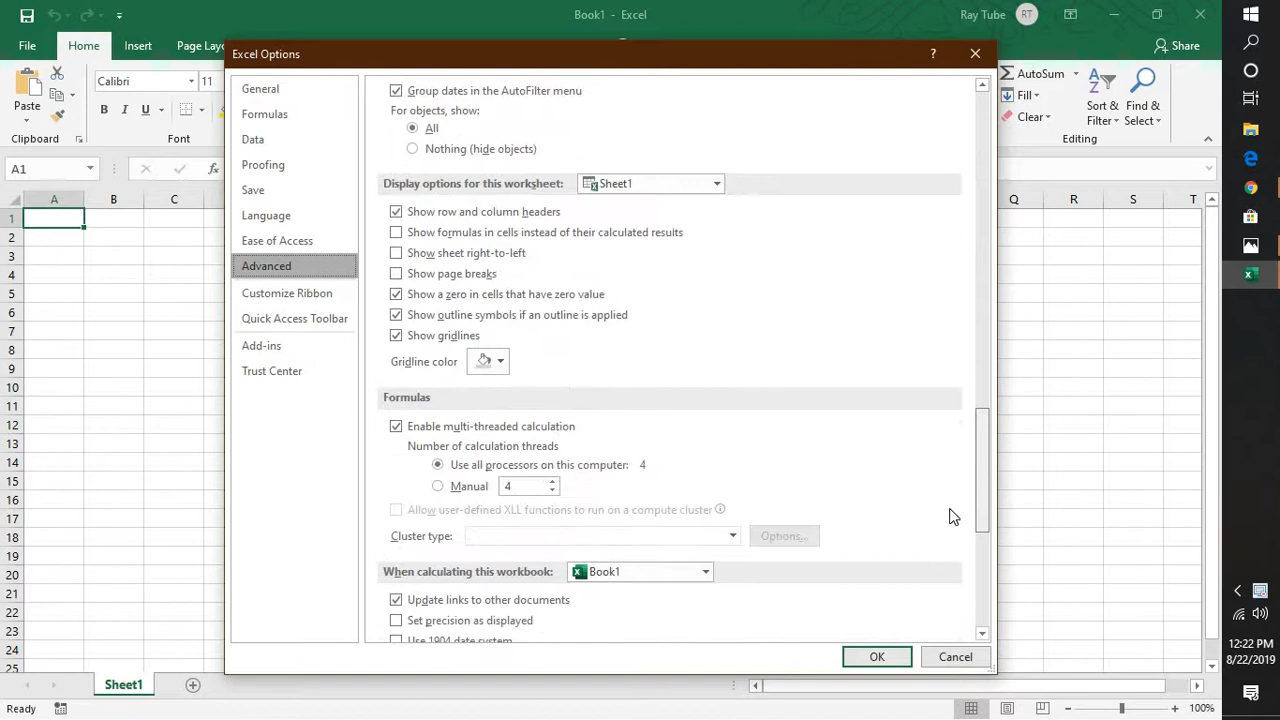 Book1 - Excel
Ray Tube RT
File Home Insert Page Layo
Share
Paste
Clipboard
Calibri 11
B I U
Font
AutoSum
Fill
Clear
Sort & Filter
Find & Select
Editing
A1 fx
A B C Q R S T
1
2
3
4
5
6
7
8
9
10
11
12
13
14
15
16
17
18
19
20
21
22
23
24
25
Excel Options ?
General
Formulas
Data
Proofing
Save
Language
Ease of Access
Advanced
Customize Ribbon
Quick Access Toolbar
Add-ins
Trust Center
Group dates in the AutoFilter menu
For objects, show:
All
Nothing (hide objects)
Display options for this worksheet: Sheet1
Show row and column headers
Show formulas in cells instead of their calculated results
Show sheet right-to-left
Show page breaks
Show a zero in cells that have zero value
Show outline symbols if an outline is applied
Show gridlines
Gridline color
Formulas
Enable multi-threaded calculation
Number of calculation threads
Use all processors on this computer: 4
Manual 4
Allow user-defined XLL functions to run on a compute cluster
Cluster type: Options...
When calculating this workbook: Book1
Update links to other documents
Set precision as displayed
Use 1904 date system
OK Cancel
Sheet1
Ready
100%
12:22 PM
8/22/2019